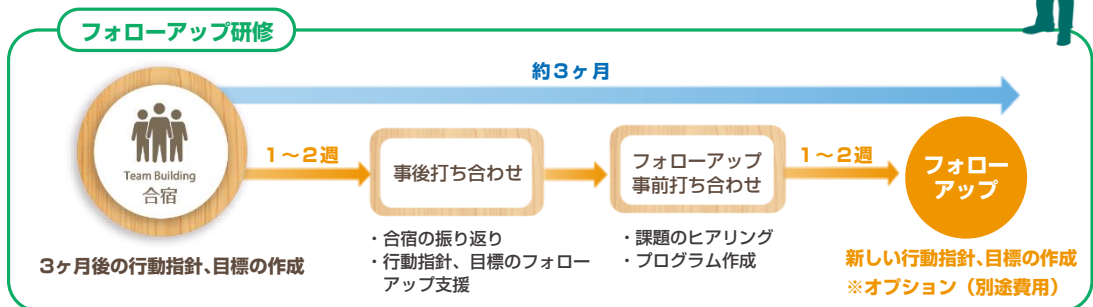 フォローアップ研修
約3ヶ月
Team Building
合宿
1～2週
事後打ち合わせ
フォローアップ
事前打ち合わせ
1～2週
フォロー
アップ
3ヶ月後の行動指針、目標の作成
・合宿の振り返り
・行動指針、目標のフォロー
アップ支援
・課題のヒアリング
・プログラム作成
新しい行動指針、目標の作成
※オプション（別途費用）